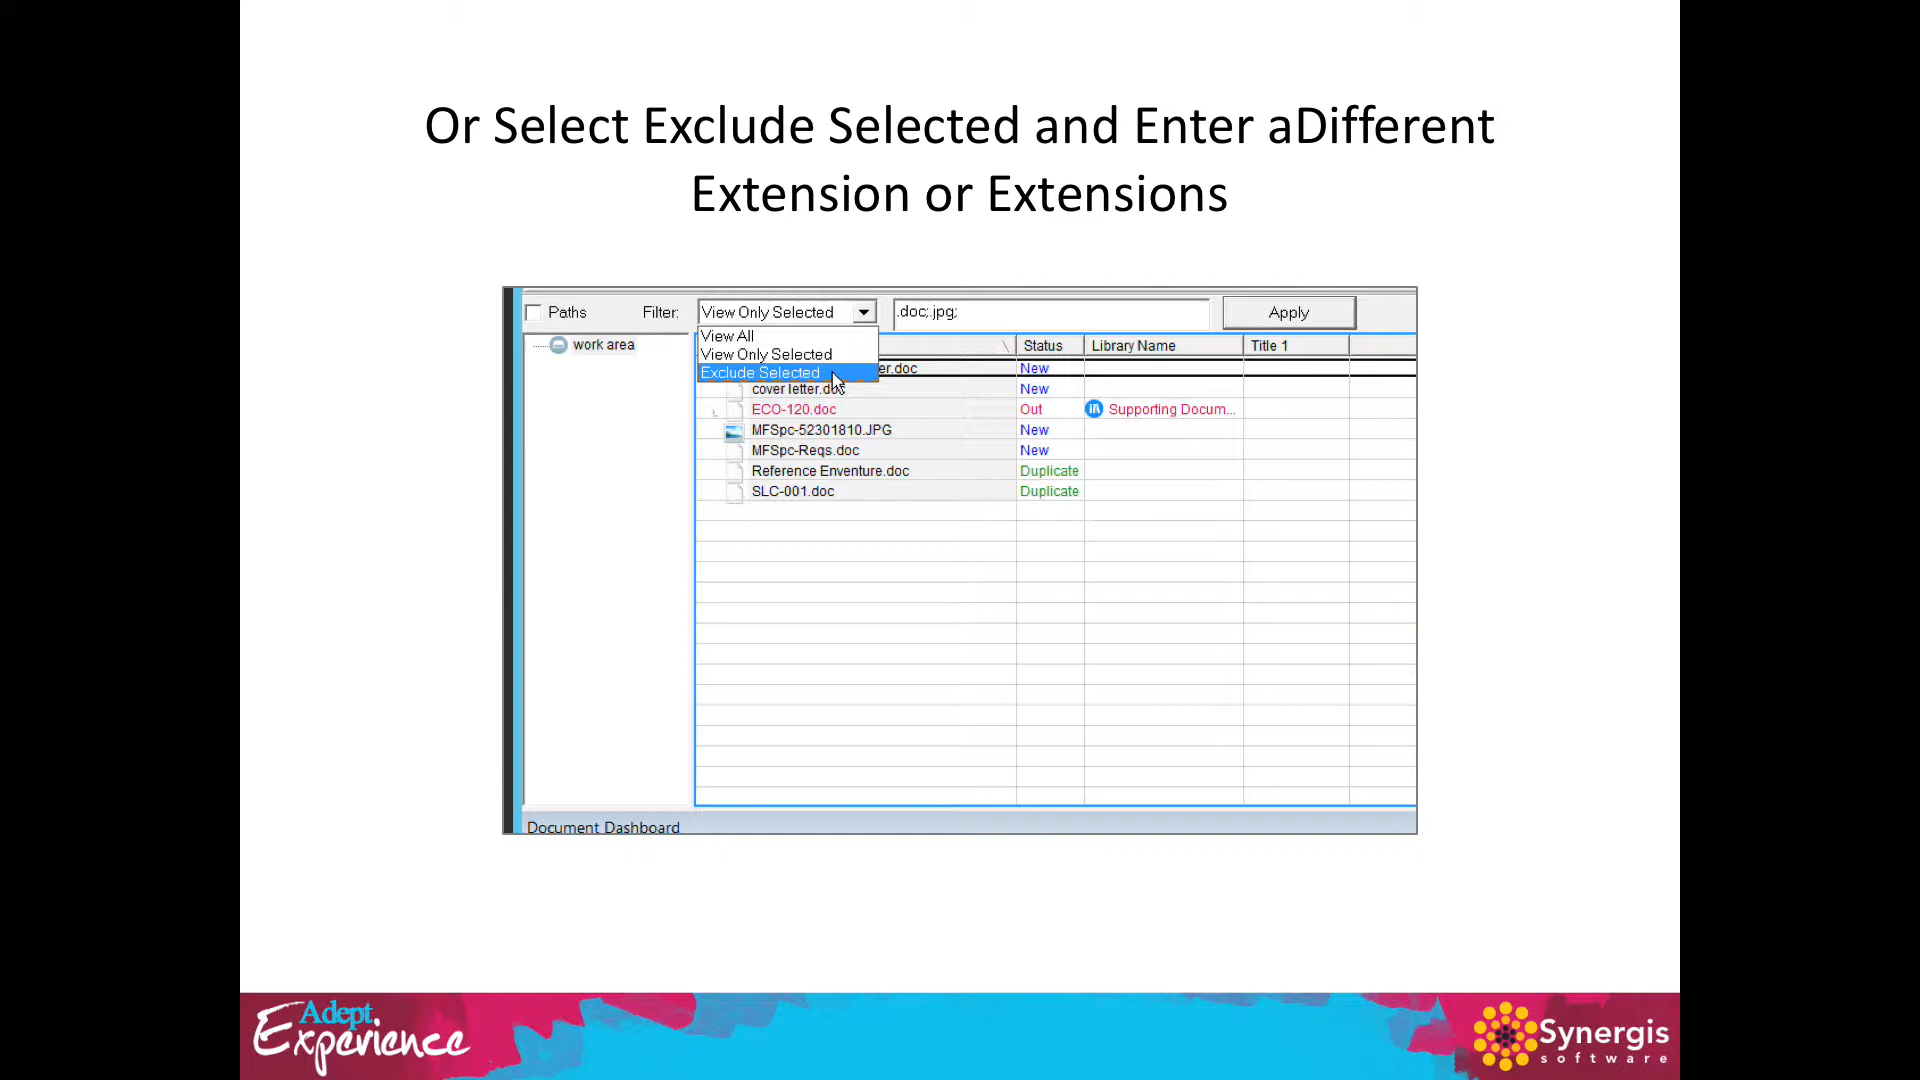 Or Select Exclude Selected and Enter aDifferent
Extension or Extensions
Paths Filter: View Only Selected .doc;.jpg; Apply
work area
View All
View Only Selected
Exclude Selected
Status Library Name Title 1
er.doc New
cover letter.doc New
ECO-120.doc Out Supporting Docum...
MFSpc-52301810.JPG New
MFSpc-Reqs.doc New
Reference Enventure.doc Duplicate
SLC-001.doc Duplicate
Document Dashboard
Adept
Experience
Synergis
software